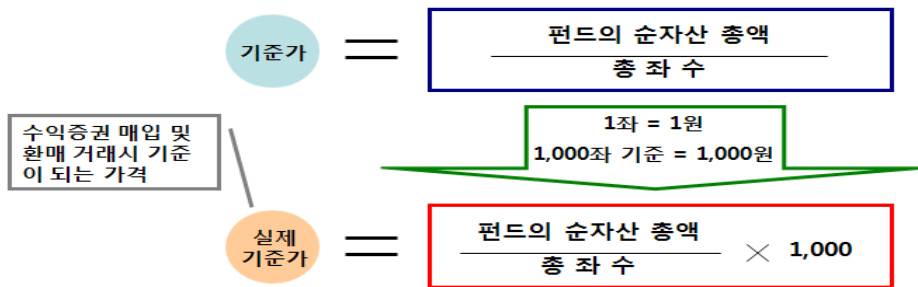 기준가
펀드의 순자산 총액
총 좌 수
수익증권 매입 및
환매 거래시 기준
이 되는 가격
1좌 = 1원
1,000좌 기준 = 1,000원
실제
기준가
펀드의 순자산 총액
총 좌 수
× 1,000